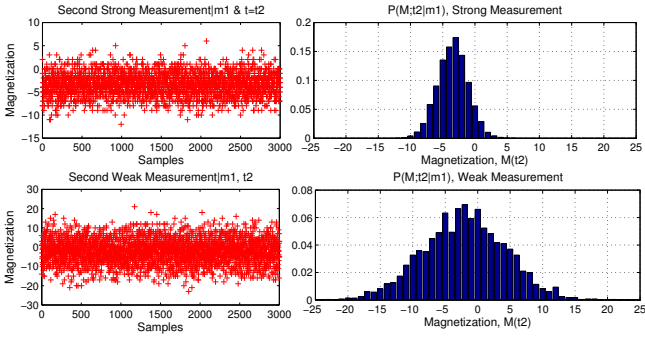 Second Strong Measurement|m1 & t=t2
Magnetization
10
5
0
−5
−10
−15
0 500 1000 1500 2000 2500 3000
Samples
P(M;t2|m1), Strong Measurement
0.2
0.15
0.1
0.05
0
−25 −20 −15 −10 −5 0 5 10 15 20 25
Magnetization, M(t2)
Second Weak Measurement|m1, t2
Magnetization
30
20
10
0
−10
−20
−30
0 500 1000 1500 2000 2500 3000
Samples
P(M;t2|m1), Weak Measurement
0.08
0.06
0.04
0.02
0
−25 −20 −15 −10 −5 0 5 10 15 20 25
Magnetization, M(t2)